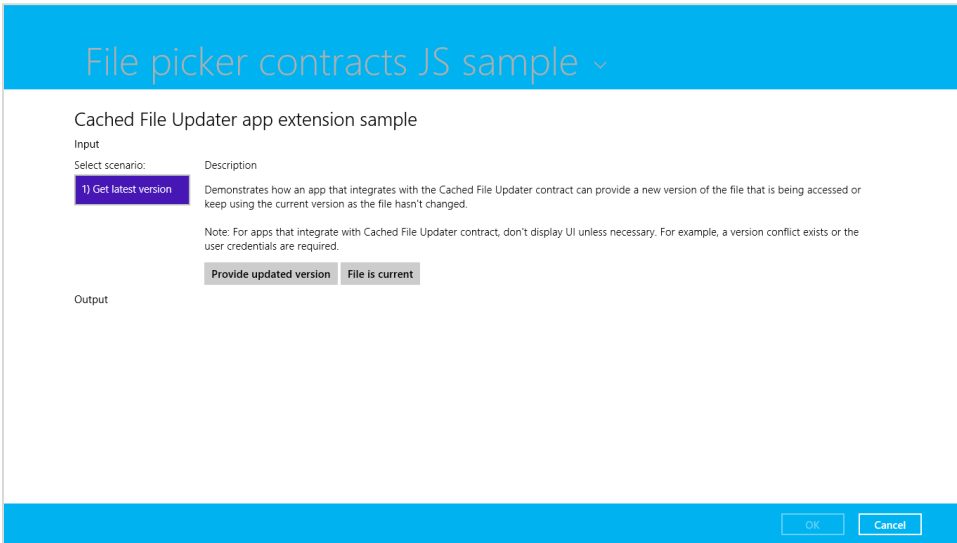 File picker contracts JS sample
Cached File Updater app extension sample
Input
Select scenario:
Description
1) Get latest version
Demonstrates how an app that integrates with the Cached File Updater contract can provide a new version of the file that is being accessed or
keep using the current version as the file hasn't changed.
Note: For apps that integrate with Cached File Updater contract, don't display UI unless necessary. For example, a version conflict exists or the
user credentials are required.
Provide updated version
File is current
Output
OK
Cancel